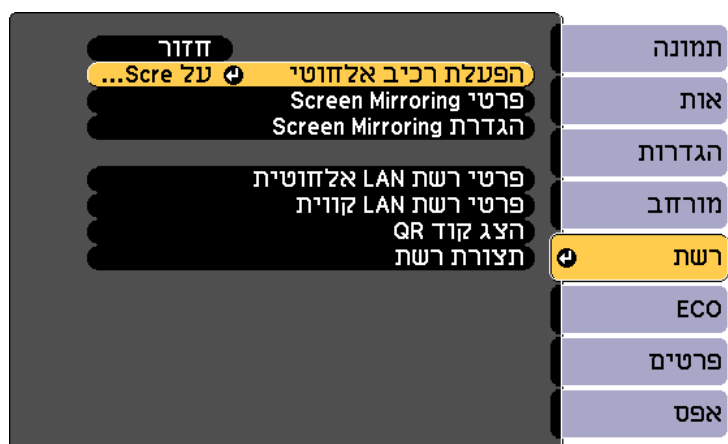 תמונה
אות
הגדרות
מורחב
רשת
ECO
פרטים
אפס
חזור
הפעלת רכיב אלחוטי על Scre...
פרטי Screen Mirroring
הגדרת Screen Mirroring
פרטי רשת LAN אלחוטית
פרטי רשת LAN קווית
הצג קוד QR
תצורת רשת